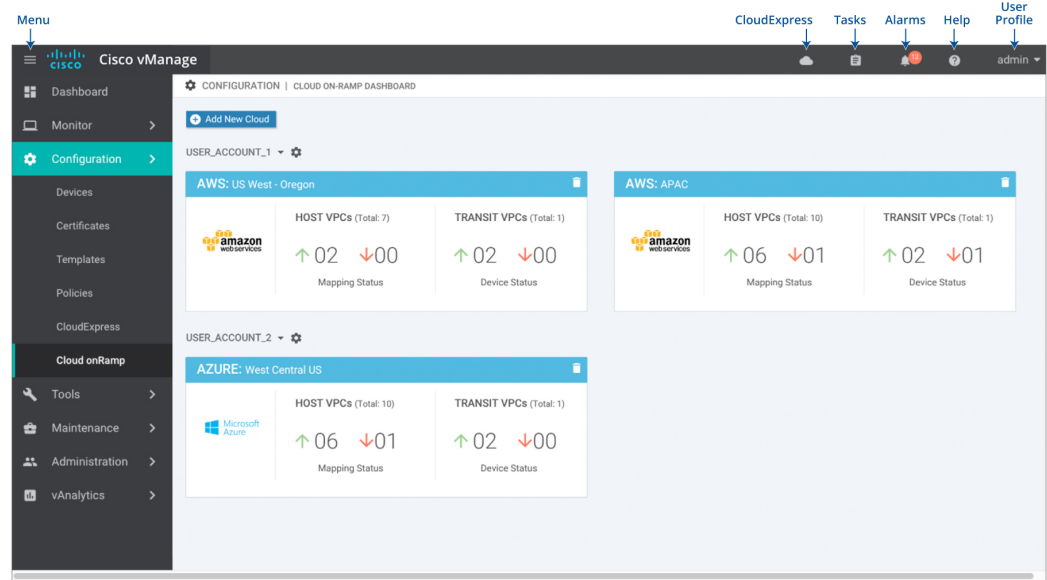 Menu
CloudExpress Tasks Alarms Help User Profile
CISCO Cisco vManage
12
admin
Dashboard
Monitor
Configuration
Devices
Certificates
Templates
Policies
CloudExpress
Cloud onRamp
Tools
Maintenance
Administration
vAnalytics
CONFIGURATION | CLOUD ON-RAMP DASHBOARD
Add New Cloud
USER_ACCOUNT_1
AWS: US West - Oregon
amazon
webservices
HOST VPCs (Total: 7)
02 00
Mapping Status
TRANSIT VPCs (Total: 1)
02 00
Device Status
AWS: APAC
amazon
webservices
HOST VPCs (Total: 10)
06 01
Mapping Status
TRANSIT VPCs (Total: 1)
02 01
Device Status
USER_ACCOUNT_2
AZURE: West Central US
Microsoft
Azure
HOST VPCs (Total: 10)
06 01
Mapping Status
TRANSIT VPCs (Total: 1)
02 00
Device Status